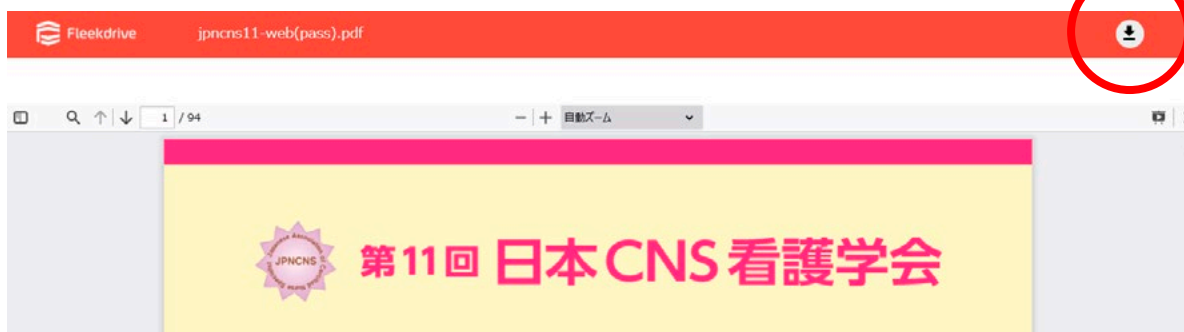 Fleekdrive jpncns11-web(pass).pdf
1 / 94 自動ズーム
JPNCNS
第11回 日本CNS看護学会